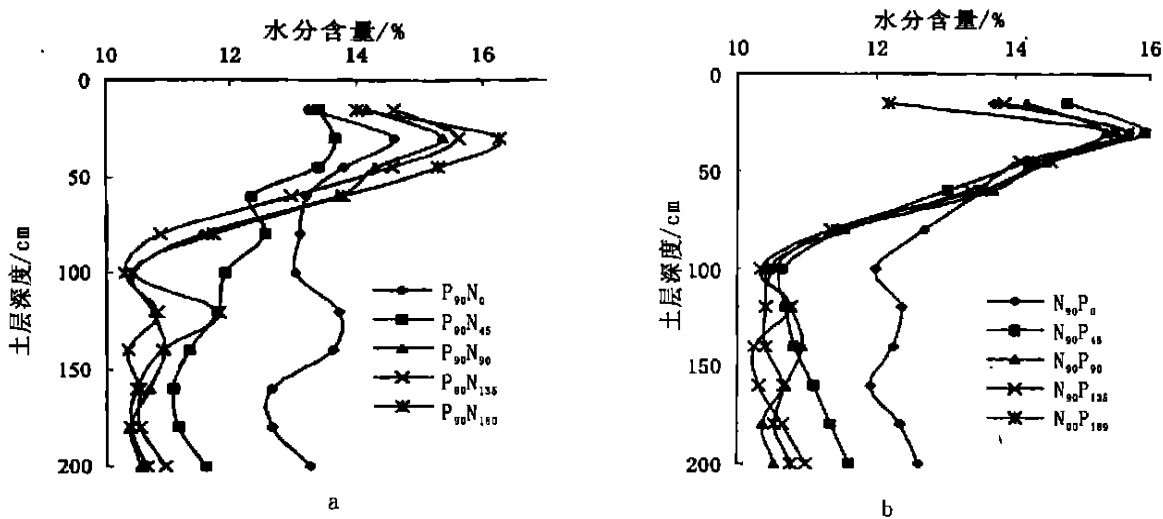 水分含量/%
10 12 14 16
0
50
100
150
200
土层深度/cm
P₉₀N₀
P₉₀N₄₅
P₉₀N₉₀
P₉₀N₁₃₅
P₉₀N₁₈₀
a
水分含量/%
10 12 14 16
0
50
100
150
200
土层深度/cm
N₉₀P₀
N₉₀P₄₅
N₉₀P₉₀
N₉₀P₁₃₅
N₉₀P₁₈₉
b